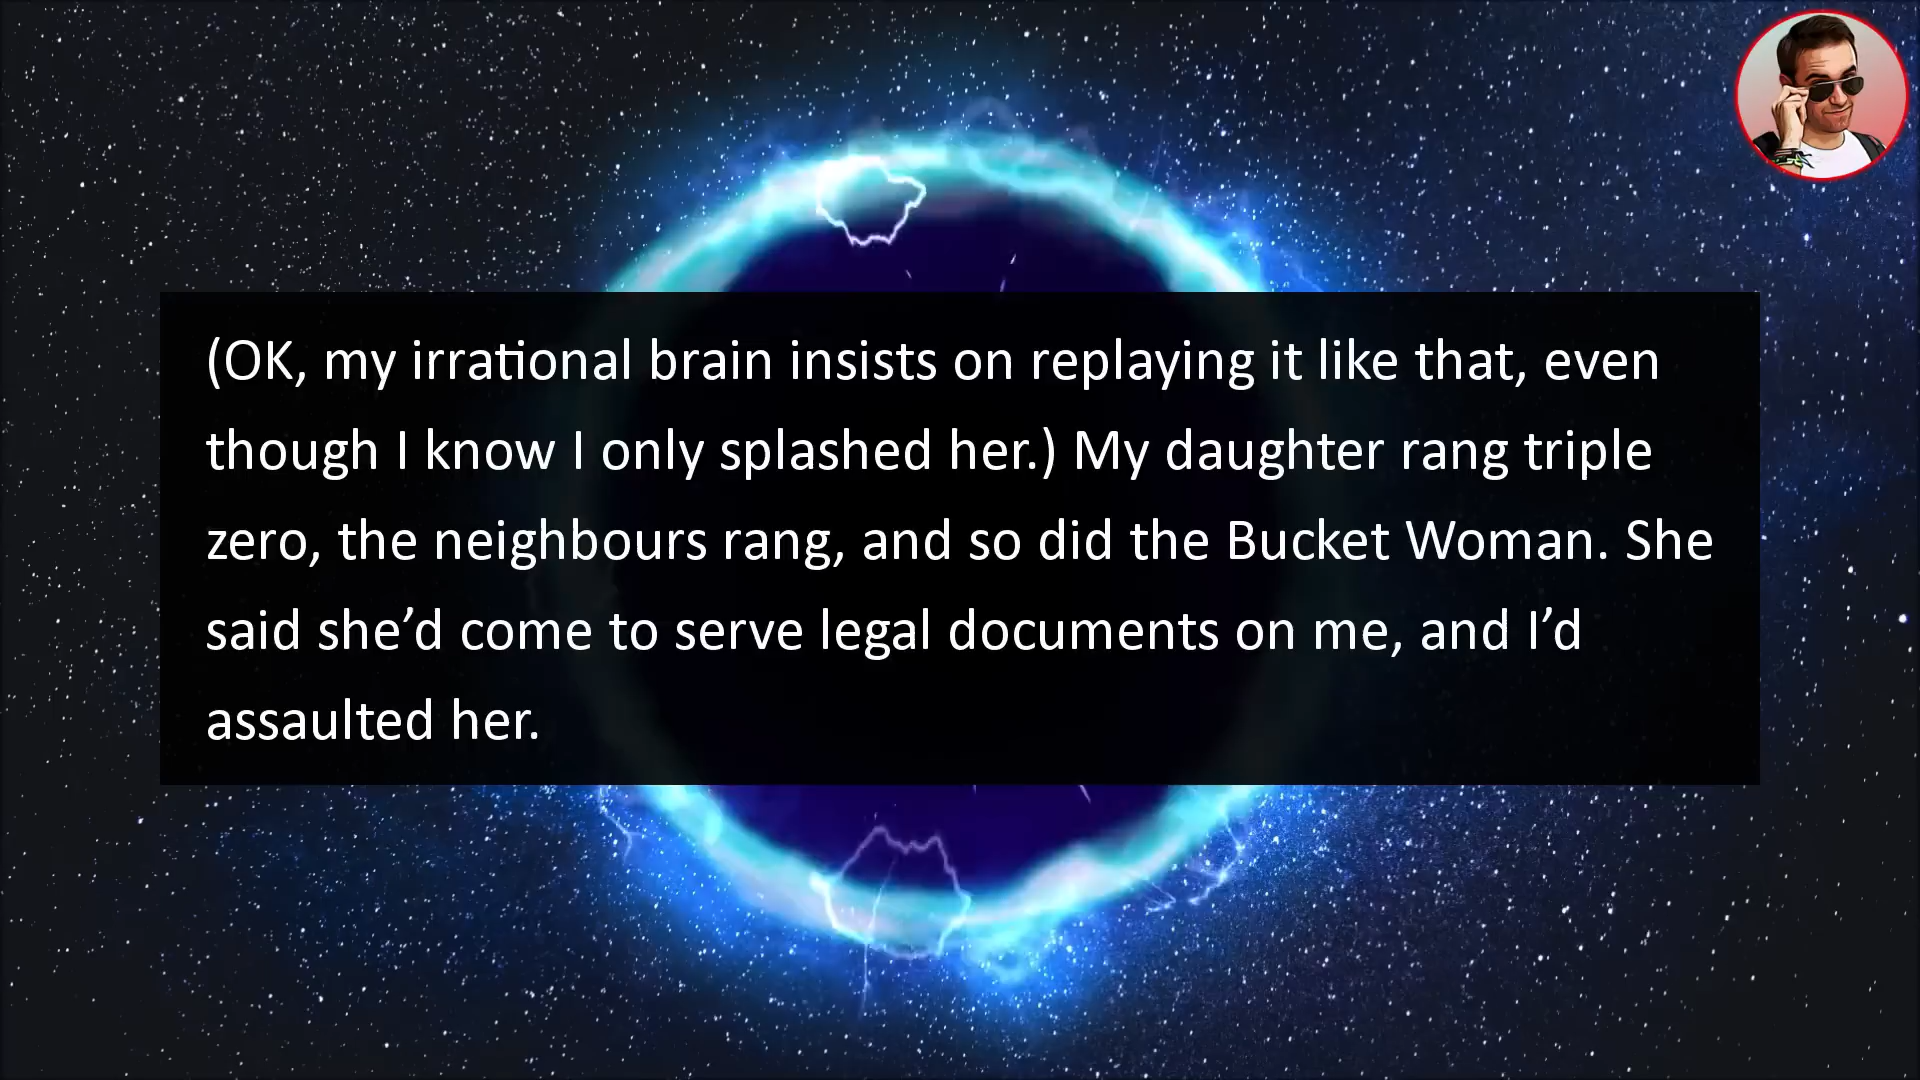 (OK, my irrational brain insists on replaying it like that, even
though I know I only splashed her.) My daughter rang triple
zero, the neighbours rang, and so did the Bucket Woman. She
said she’d come to serve legal documents on me, and I’d
assaulted her.